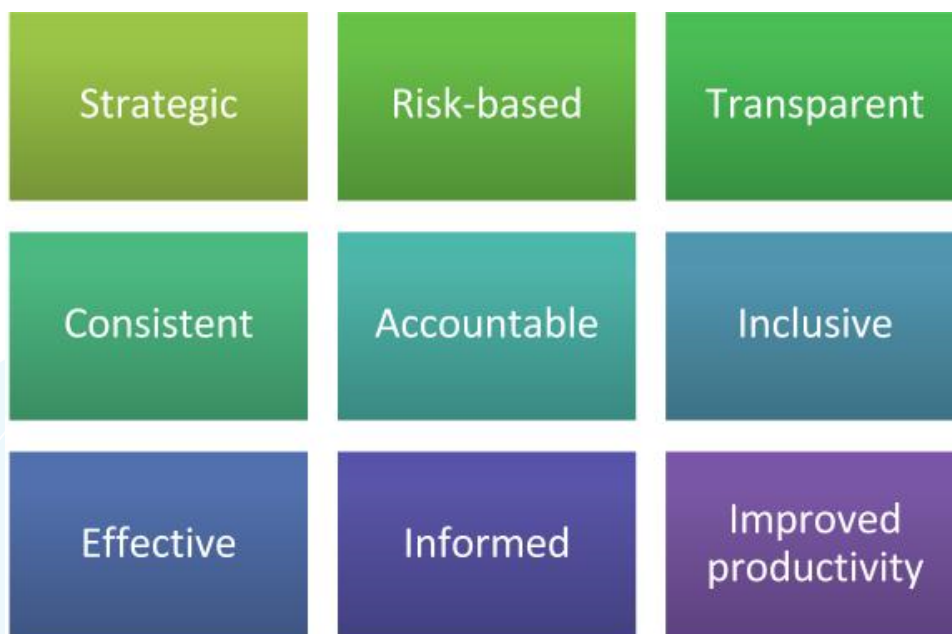 Strategic
Risk-based
Transparent
Consistent
Accountable
Inclusive
Effective
Informed
Improved
productivity